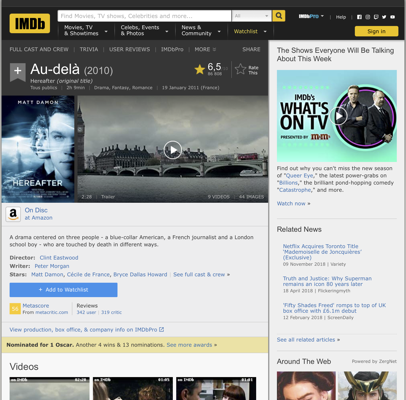 IMDb
Find Movies, TV shows, Celebrities and more...
All
Movies, TV & Showtimes
Celebs, Events & Photos
News & Community
Watchlist
IMDbPro
Help
Sign in
FULL CAST AND CREW | TRIVIA | USER REVIEWS | IMDbPro | MORE
SHARE
Au-delà (2010)
Hereafter (original title)
Tous publics | 2h 9min | Drama, Fantasy, Romance | 19 January 2011 (France)
6,5
Rate This
MATT DAMON
HEREAFTER
2:28 | Trailer
9 VIDEOS | 44 IMAGES
On Disc
at Amazon
A drama centered on three people - a blue-collar American, a French journalist and a London
school boy - who are touched by death in different ways.
Director: Clint Eastwood
Writer: Peter Morgan
Stars: Matt Damon, Cécile de France, Bryce Dallas Howard | See full cast & crew »
+ Add to Watchlist
Metascore
From metacritic.com
Reviews
342 user | 319 critic
View production, box office, & company info on IMDbPro
Nominated for 1 Oscar. Another 4 wins & 13 nominations. See more awards »
Videos
The Shows Everyone Will Be Talking
About This Week
IMDb's
WHAT'S
ON TV
PRESENTED BY
Find out why you can't miss the new season
of "Queer Eye," the latest power-grabs on
"Billions," the brilliant pond-hopping comedy
"Catastrophe," and more.
Watch now »
Related News
Netflix Acquires Toronto Title
'Mademoiselle de Joncquières'
(Exclusive)
09 November 2018 | Variety
Truth and Justice: Why Superman
remains an icon 80 years later
18 April 2018 | Flickeringmyth
'Fifty Shades Freed' romps to top of UK
box office with £6.1m debut
12 February 2018 | ScreenDaily
See all related articles »
Around The Web
Powered by ZergNet